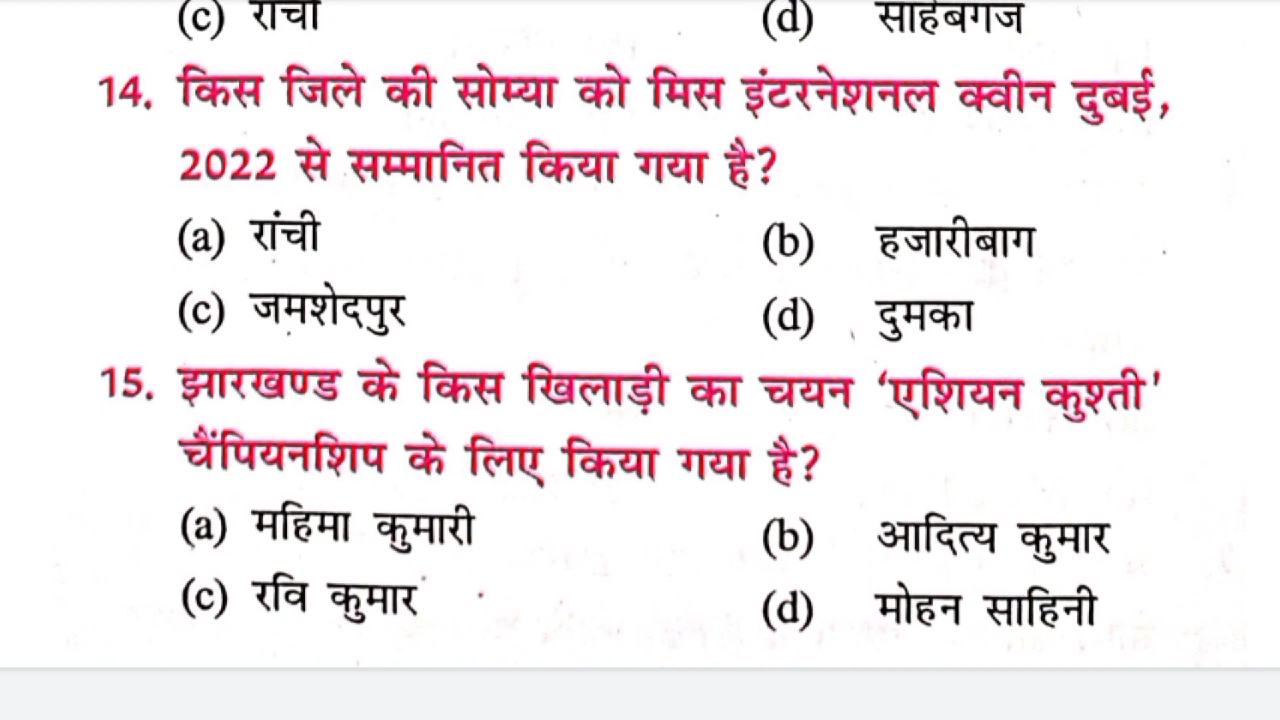 (c) रांची (d) साहेबगंज
14. किस जिले की सोम्या को मिस इंटरनेशनल क्वीन दुबई,
2022 से सम्मानित किया गया है?
(a) रांची (b) हजारीबाग
(c) जमशेदपुर (d) दुमका
15. झारखण्ड के किस खिलाड़ी का चयन ‘एशियन कुश्ती’
चैंपियनशिप के लिए किया गया है?
(a) महिमा कुमारी (b) आदित्य कुमार
(c) रवि कुमार (d) मोहन साहिनी